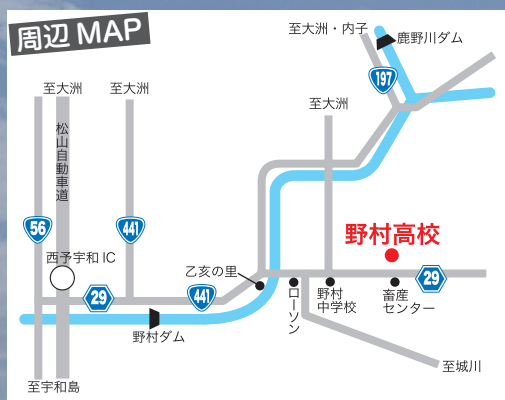 周辺 MAP
至大洲・内子
鹿野川ダム
197
至大洲
至大洲
至大洲
松山自動車道
56
441
野村高校
西予宇和 IC
乙亥の里
29
441
29
ローソン
野村
中学校
畜産
センター
野村ダム
至城川
至宇和島